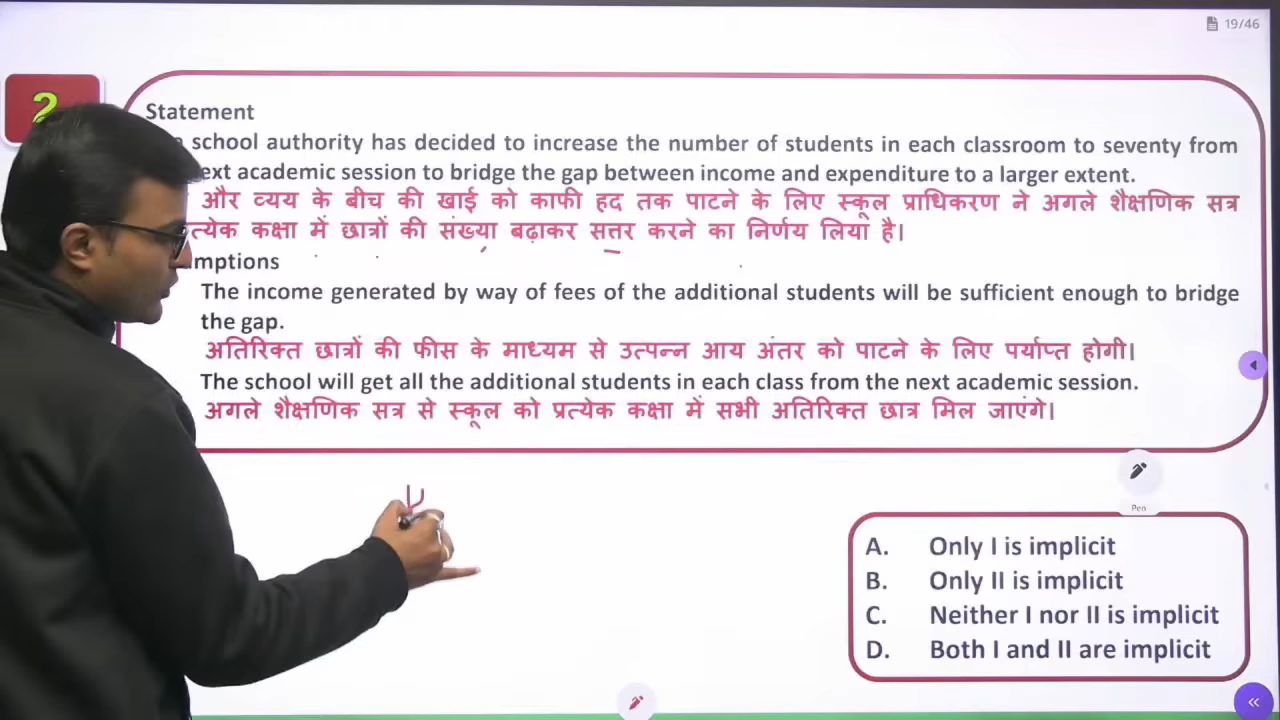 19/46
2
Statement
school authority has decided to increase the number of students in each classroom to seventy from
ext academic session to bridge the gap between income and expenditure to a larger extent.
और व्यय के बीच की खाई को काफी हद तक पाटने के लिए स्कूल प्राधिकरण ने अगले शैक्षणिक सत्र
त्येक कक्षा में छात्रों की संख्या बढ़ाकर सत्तर करने का निर्णय लिया है।
mptions
The income generated by way of fees of the additional students will be sufficient enough to bridge
the gap.
अतिरिक्त छात्रों की फीस के माध्यम से उत्पन्न आय अंतर को पाटने के लिए पर्याप्त होगी।
The school will get all the additional students in each class from the next academic session.
अगले शैक्षणिक सत्र से स्कूल को प्रत्येक कक्षा में सभी अतिरिक्त छात्र मिल जाएंगे।
Pen
A. Only I is implicit
B. Only II is implicit
C. Neither I nor II is implicit
D. Both I and II are implicit